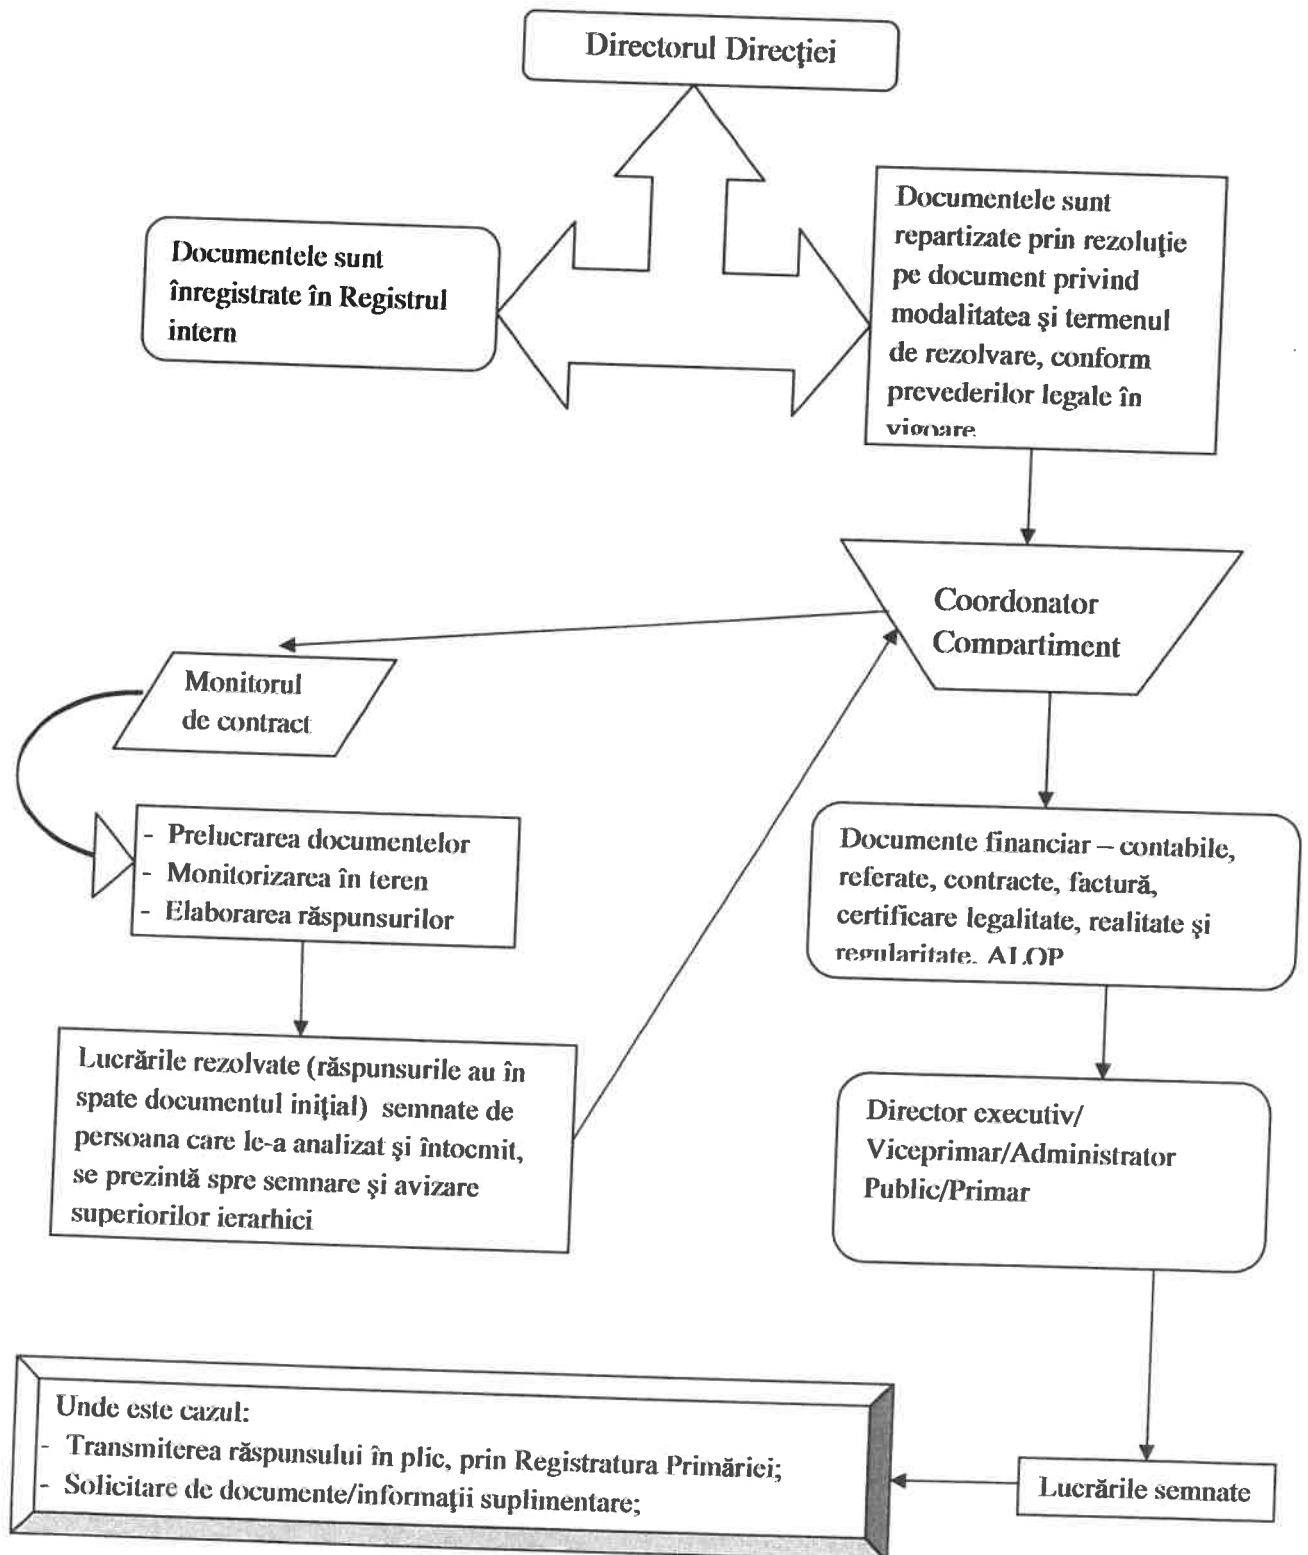 Directorul Direcţiei
Documentele sunt
înregistrate în Registrul
intern
Documentele sunt
repartizate prin rezoluţie
pe document privind
modalitatea şi termenul
de rezolvare, conform
prevederilor legale în
vigoare
Coordonator
Compartiment
Monitorul
de contract
- Prelucrarea documentelor
- Monitorizarea în teren
- Elaborarea răspunsurilor
Documente financiar – contabile,
referate, contracte, factură,
certificare legalitate, realitate şi
regularitate, ALOP
Lucrările rezolvate (răspunsurile au în
spate documentul iniţial) semnate de
persoana care le-a analizat şi întocmit,
se prezintă spre semnare şi avizare
superiorilor ierarhici
Director executiv/
Viceprimar/Administrator
Public/Primar
Unde este cazul:
- Transmiterea răspunsului în plic, prin Registratura Primăriei;
- Solicitare de documente/informaţii suplimentare;
Lucrările semnate